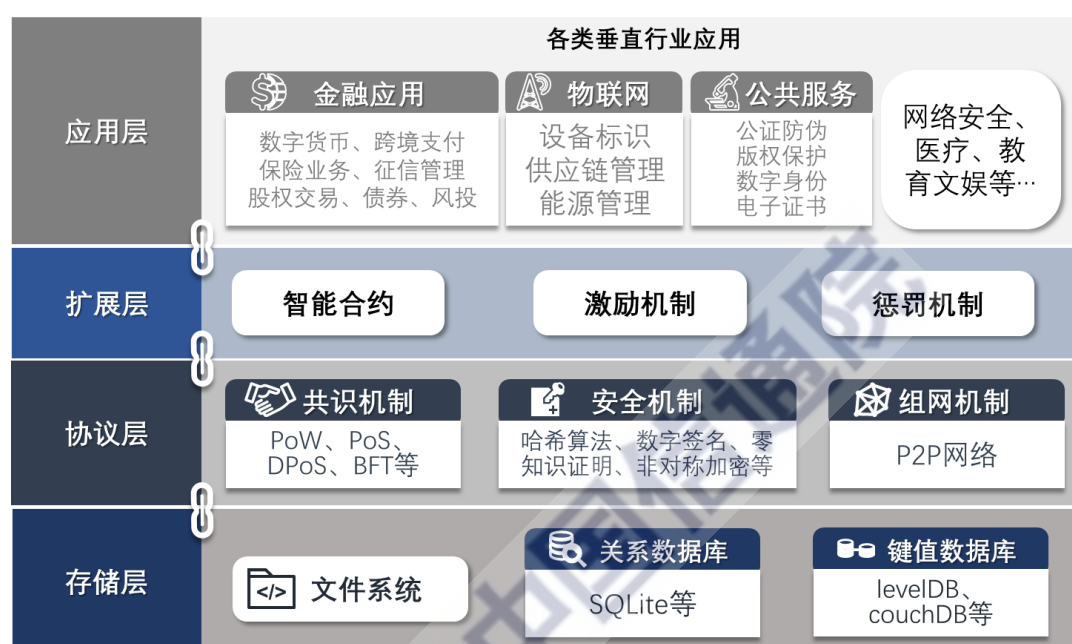 各类垂直行业应用
应用层
金融应用
数字货币、跨境支付
保险业务、征信管理
股权交易、债券、风投
物联网
设备标识
供应链管理
能源管理
公共服务
公证防伪
版权保护
数字身份
电子证书
网络安全、
医疗、教
育文娱等…
扩展层
智能合约
激励机制
惩罚机制
协议层
共识机制
PoW、PoS、
DPoS、BFT等
安全机制
哈希算法、数字签名、零
知识证明、非对称加密等
组网机制
P2P网络
存储层
</>
文件系统
关系数据库
SQLite等
键值数据库
levelDB、
couchDB等
中国信通院